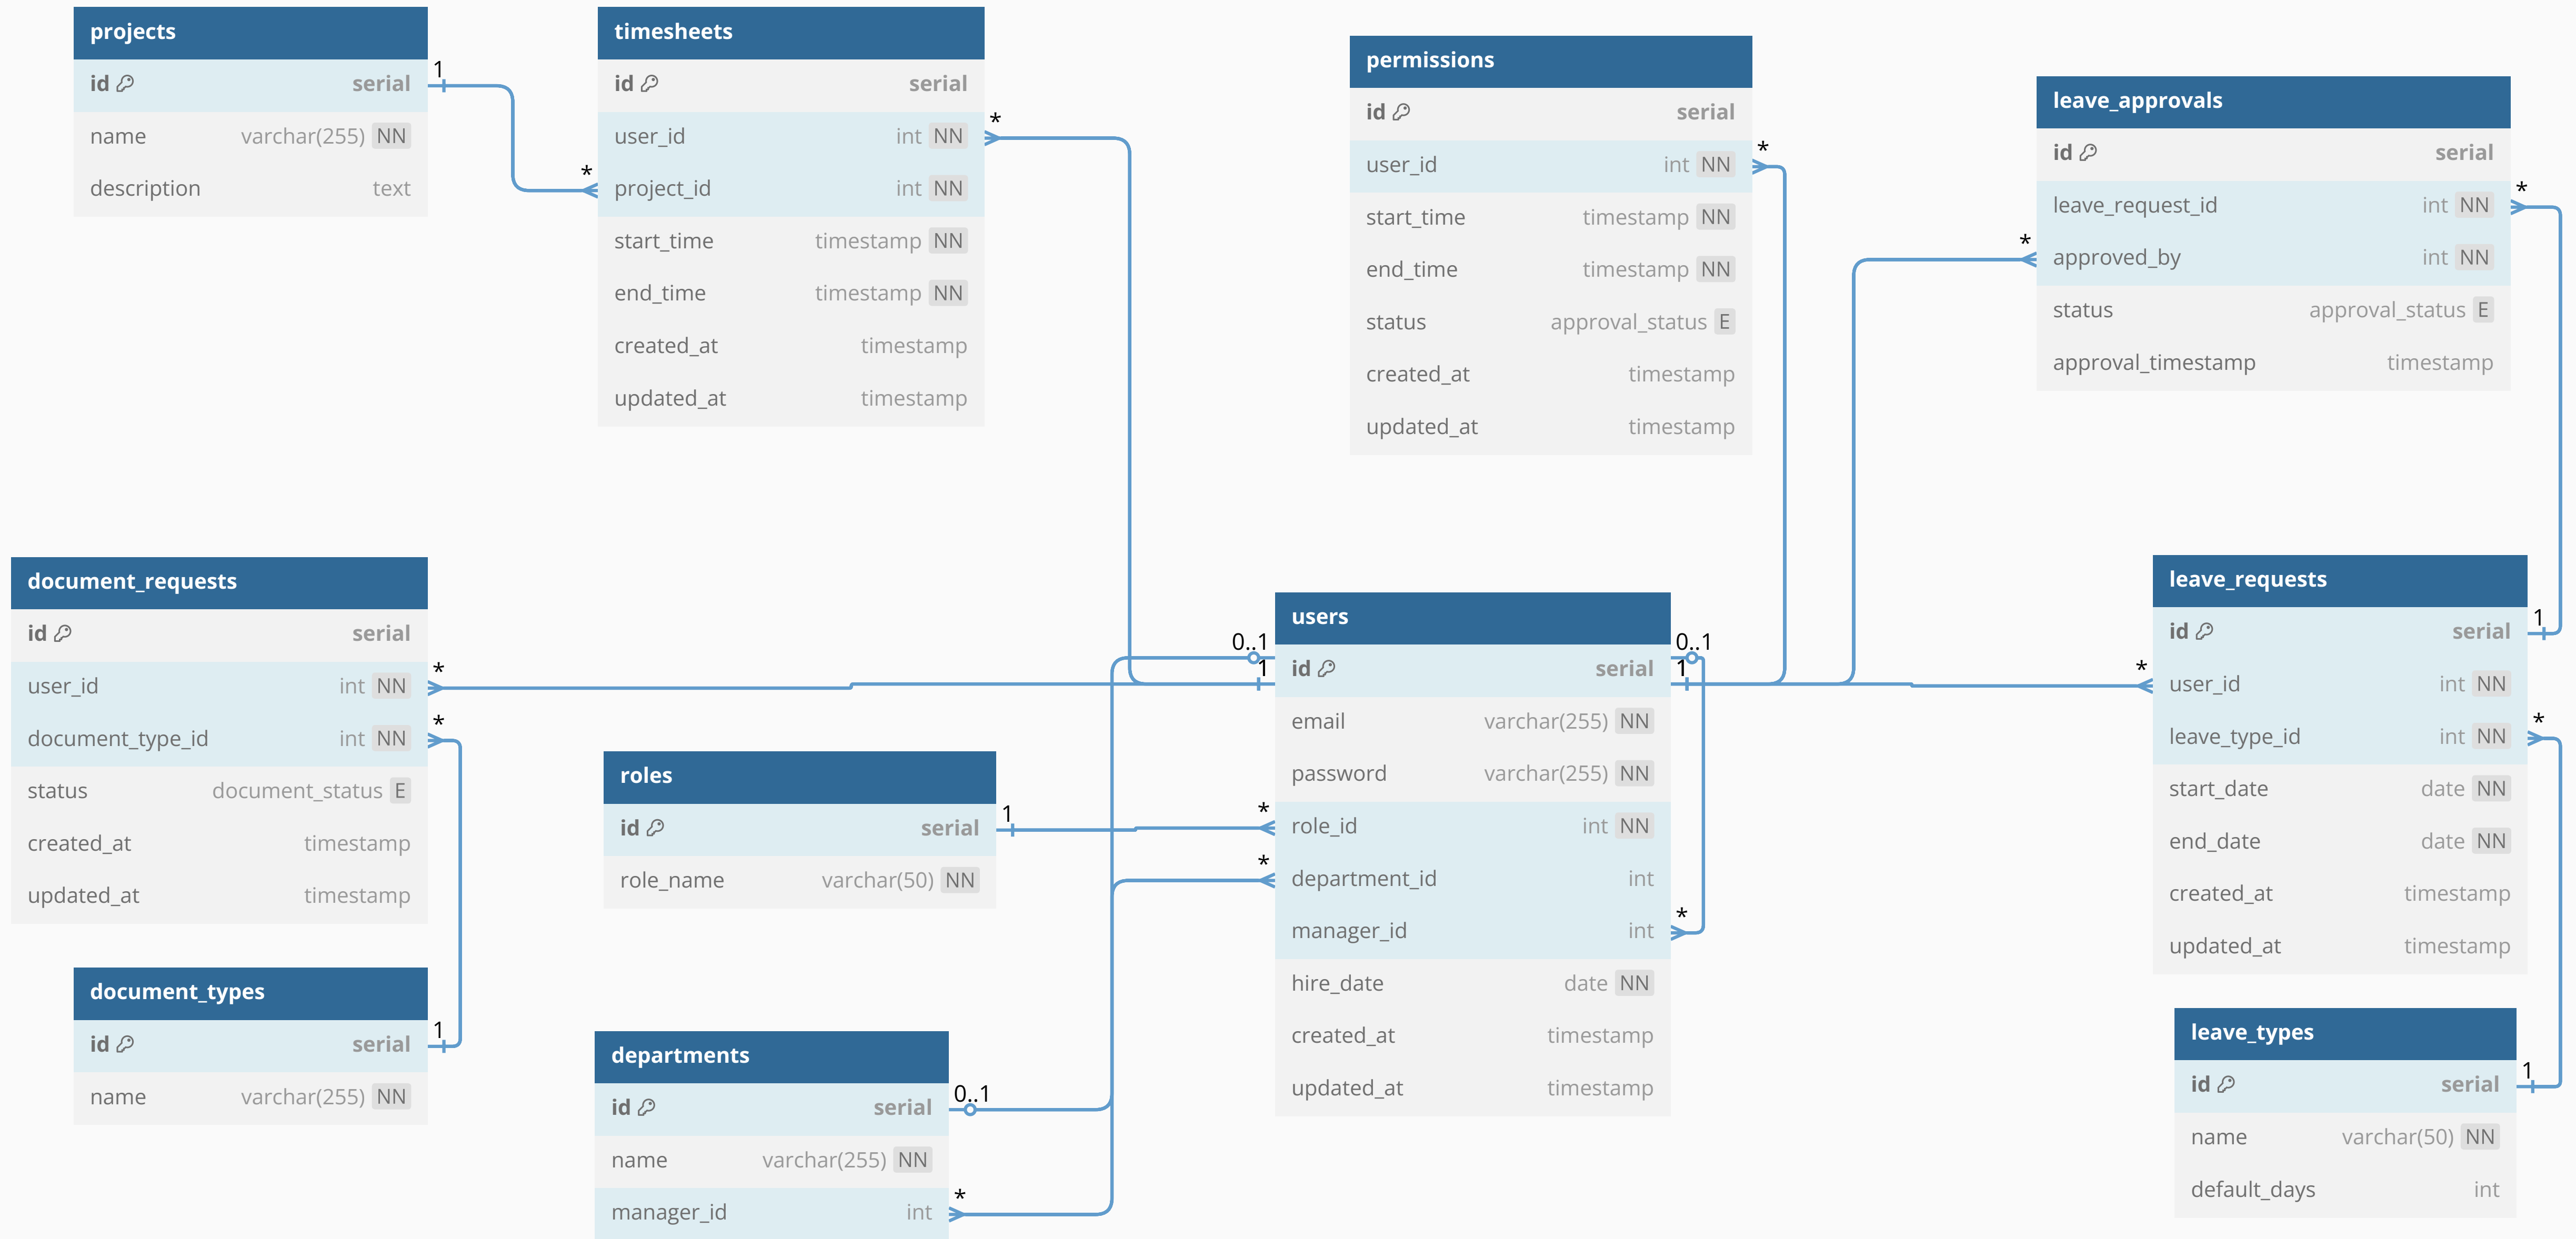 projects
1
id serial
name varchar(255) NN
description text
*
timesheets
id serial
*
user_id int NN
project_id int NN
start_time timestamp NN
end_time timestamp NN
created_at timestamp
updated_at timestamp
permissions
id serial
*
user_id int NN
start_time timestamp NN
end_time timestamp NN
status approval_status E
created_at timestamp
updated_at timestamp
leave_approvals
id serial
*
leave_request_id int NN
*
approved_by int NN
status approval_status E
approval_timestamp timestamp
document_requests
id serial
*
user_id int NN
*
document_type_id int NN
status document_status E
created_at timestamp
updated_at timestamp
document_types
1
id serial
name varchar(255) NN
roles
1
id serial
role_name varchar(50) NN
departments
0..1
id serial
name varchar(255) NN
*
manager_id int
users
0..1 0..1
1 id serial 1
email varchar(255) NN
password varchar(255) NN
*
role_id int NN
*
department_id int
*
manager_id int
hire_date date NN
created_at timestamp
updated_at timestamp
leave_requests
1
id serial
*
user_id int NN
*
leave_type_id int NN
start_date date NN
end_date date NN
created_at timestamp
updated_at timestamp
leave_types
1
id serial
name varchar(50) NN
default_days int